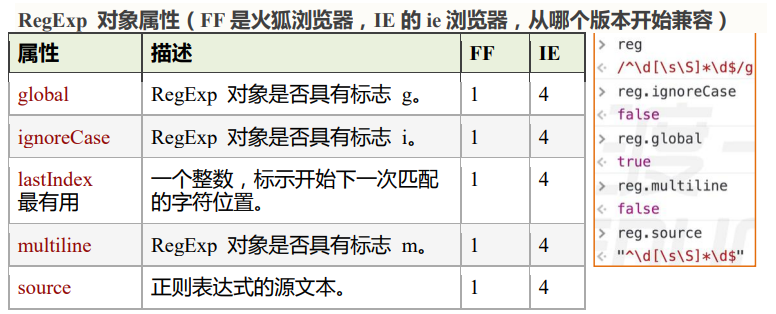 RegExp 对象属性（FF 是火狐浏览器，IE 的 ie 浏览器，从哪个版本开始兼容）
属性 描述 FF IE
global RegExp 对象是否具有标志 g。 1 4
ignoreCase RegExp 对象是否具有标志 i。 1 4
lastIndex 一个整数，标示开始下一次匹配 1 4
最有用 的字符位置。
multiline RegExp 对象是否具有标志 m。 1 4
source 正则表达式的源文本。 1 4
> reg
< /^\d[\s\S]*\d$/g
> reg.ignoreCase
< false
> reg.global
< true
> reg.multiline
< false
> reg.source
< "^\d[\s\S]*\d$"